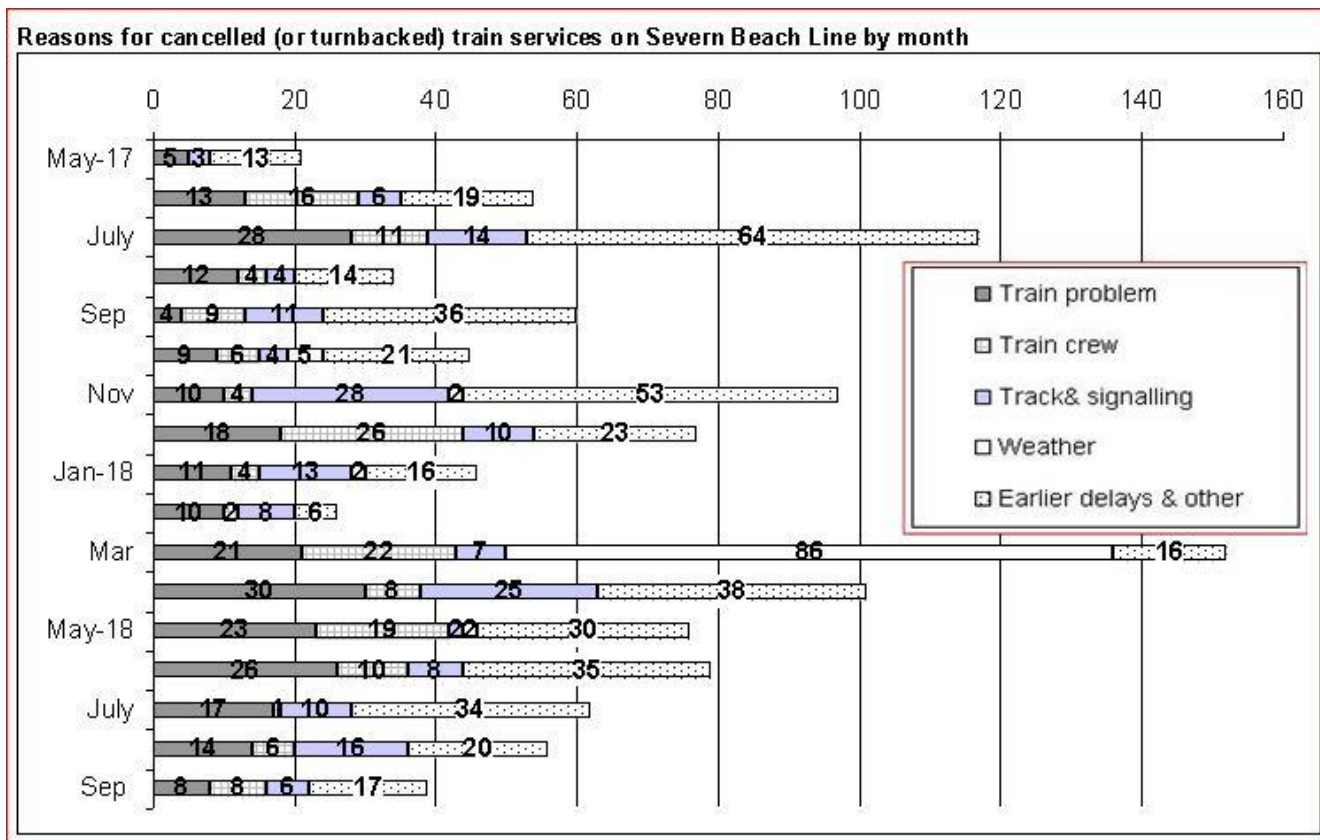 Reasons for cancelled (or turnbacked) train services on Severn Beach Line by month
0 20 40 60 80 100 120 140 160
May-17 5 3 13
13 16 6 19
July 28 11 14 64
12 4 4 14
Sep 4 9 11 36
9 6 4 5 21
Nov 10 4 28 2 53
18 26 10 23
Jan-18 11 4 13 2 16
10 2 8 6
Mar 21 22 7 86 16
30 8 25 38
May-18 23 19 2 2 30
26 10 8 35
July 17 1 10 34
14 6 16 20
Sep 8 8 6 17
Train problem
Train crew
Track& signalling
Weather
Earlier delays & other